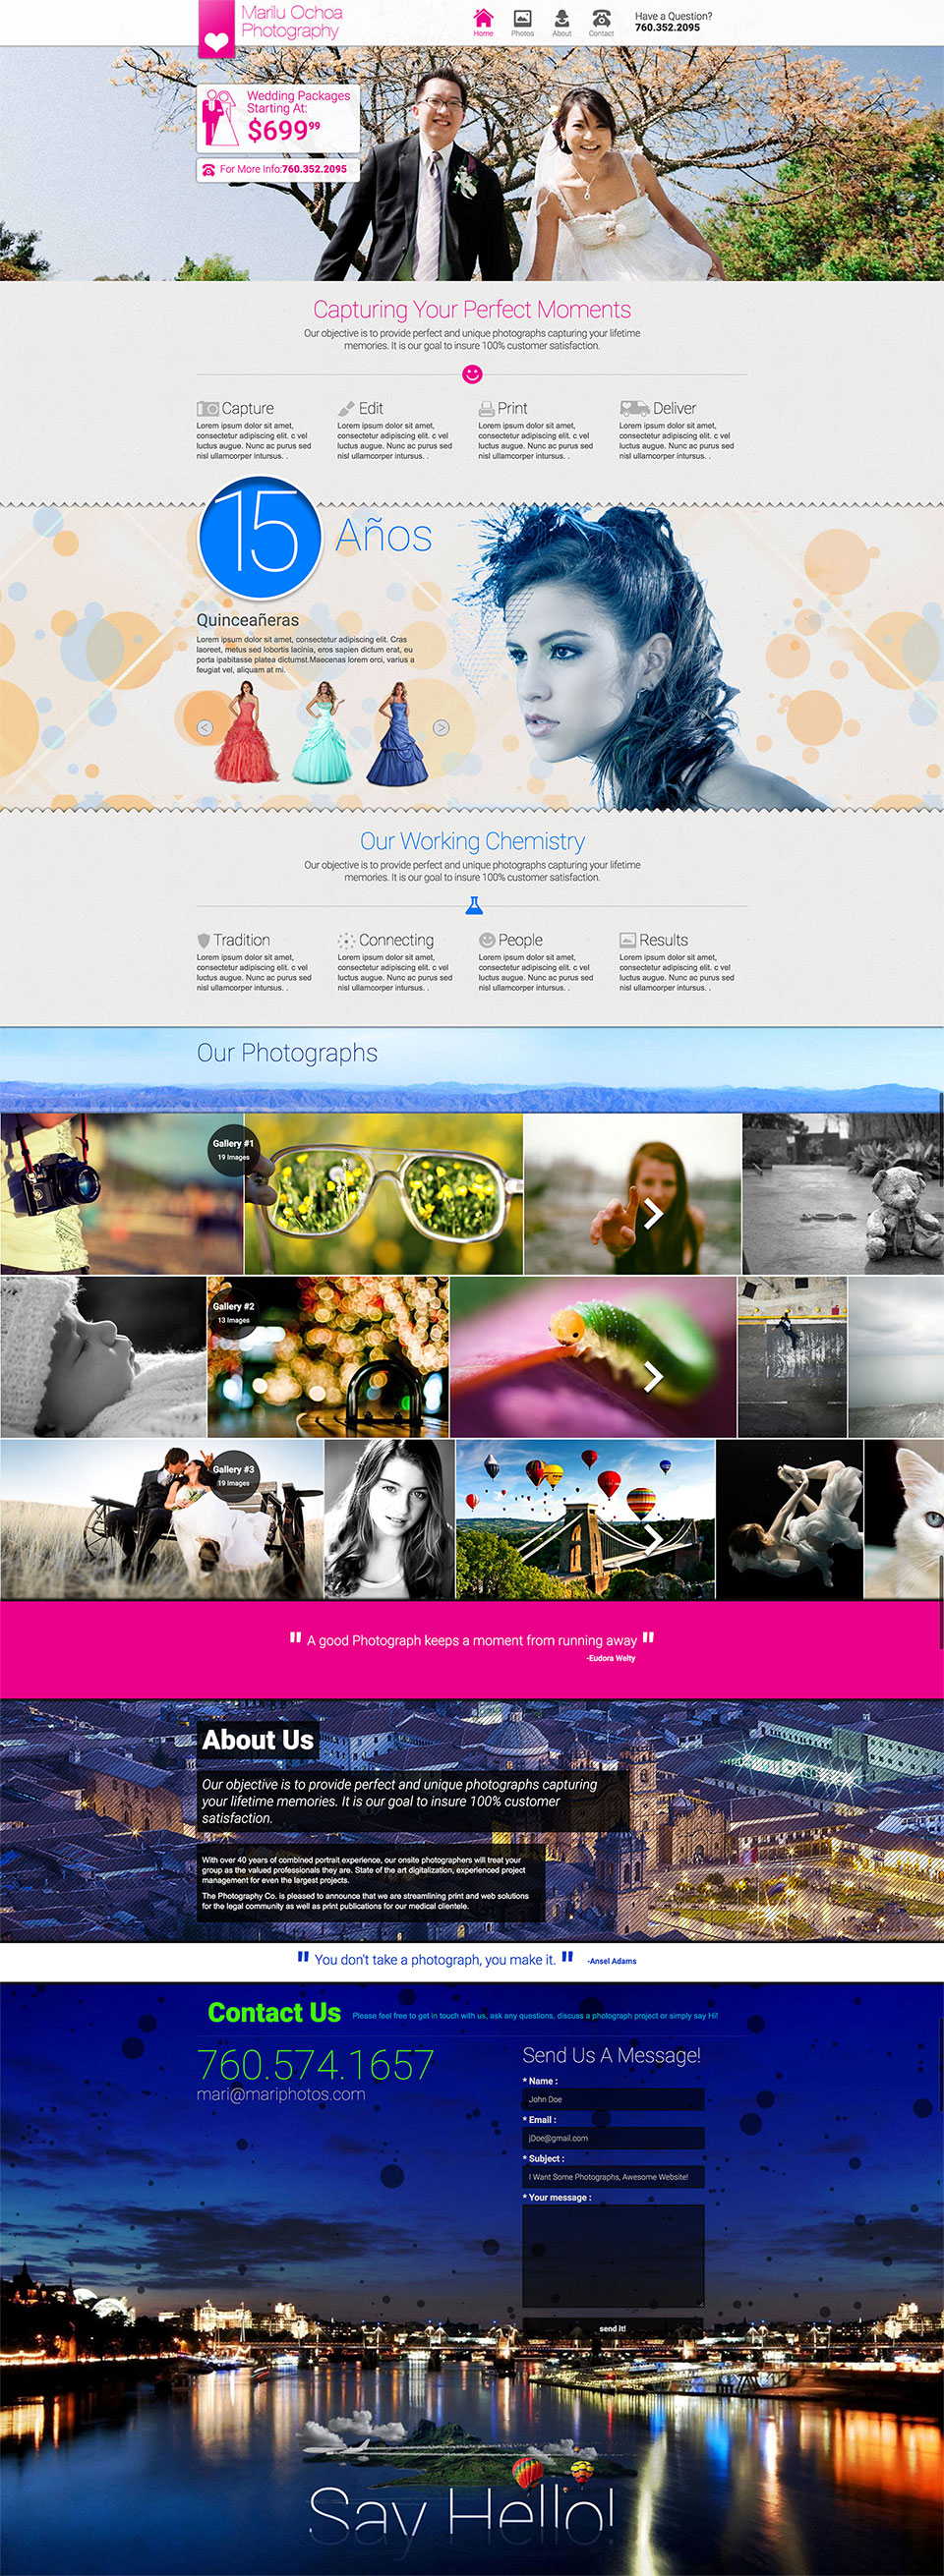 Marilu Ochoa
Photography
Home
Photos
About
Contact
Have a Question?
760.352.2095
Wedding Packages
Starting At:
$699⁹⁹
For More Info:760.352.2095
Capturing Your Perfect Moments
Our objective is to provide perfect and unique photographs capturing your lifetime
memories. It is our goal to insure 100% customer satisfaction.
Capture
Lorem ipsum dolor sit amet,
consectetur adipiscing elit. c vel
luctus augue. Nunc ac purus sed
nisl ullamcorper intursus. .
Edit
Lorem ipsum dolor sit amet,
consectetur adipiscing elit. c vel
luctus augue. Nunc ac purus sed
nisl ullamcorper intursus. .
Print
Lorem ipsum dolor sit amet,
consectetur adipiscing elit. c vel
luctus augue. Nunc ac purus sed
nisl ullamcorper intursus. .
Deliver
Lorem ipsum dolor sit amet,
consectetur adipiscing elit. c vel
luctus augue. Nunc ac purus sed
nisl ullamcorper intursus. .
15 Años
Quinceañeras
Lorem ipsum dolor sit amet, consectetur adipiscing elit. Cras
laoreet, metus sed lobortis lacinia, eros sapien dictum erat, eu
porta ipabitasse platea dictumst.Maecenas lorem orci, varius a
feugiat vel, aliquam at mi.
< >
Our Working Chemistry
Our objective is to provide perfect and unique photographs capturing your lifetime
memories. It is our goal to insure 100% customer satisfaction.
Tradition
Lorem ipsum dolor sit amet,
consectetur adipiscing elit. c vel
luctus augue. Nunc ac purus sed
nisl ullamcorper intursus. .
Connecting
Lorem ipsum dolor sit amet,
consectetur adipiscing elit. c vel
luctus augue. Nunc ac purus sed
nisl ullamcorper intursus. .
People
Lorem ipsum dolor sit amet,
consectetur adipiscing elit. c vel
luctus augue. Nunc ac purus sed
nisl ullamcorper intursus. .
Results
Lorem ipsum dolor sit amet,
consectetur adipiscing elit. c vel
luctus augue. Nunc ac purus sed
nisl ullamcorper intursus. .
Our Photographs
Gallery #1
19 Images
Gallery #2
13 Images
Gallery #3
19 Images
" A good Photograph keeps a moment from running away "
-Eudora Welty
About Us
Our objective is to provide perfect and unique photographs capturing
your lifetime memories. It is our goal to insure 100% customer
satisfaction.
With over 40 years of combined portrait experience, our onsite photographers will treat your
group as the valued professionals they are. State of the art digitalization, experienced project
management for even the largest projects.
The Photography Co. is pleased to announce that we are streamlining print and web solutions
for the legal community as well as print publications for our medical clientele.
" You don't take a photograph, you make it. " -Ansel Adams
Contact Us
Please feel free to get in touch with us, ask any questions, discuss a photograph project or simply say Hi!
760.574.1657
mari@mariphotos.com
Send Us A Message!
* Name :
John Doe
* Email :
jDoe@gmail.com
* Subject :
I Want Some Photographs, Awesome Website!
* Your message :
send it!
Say Hello!